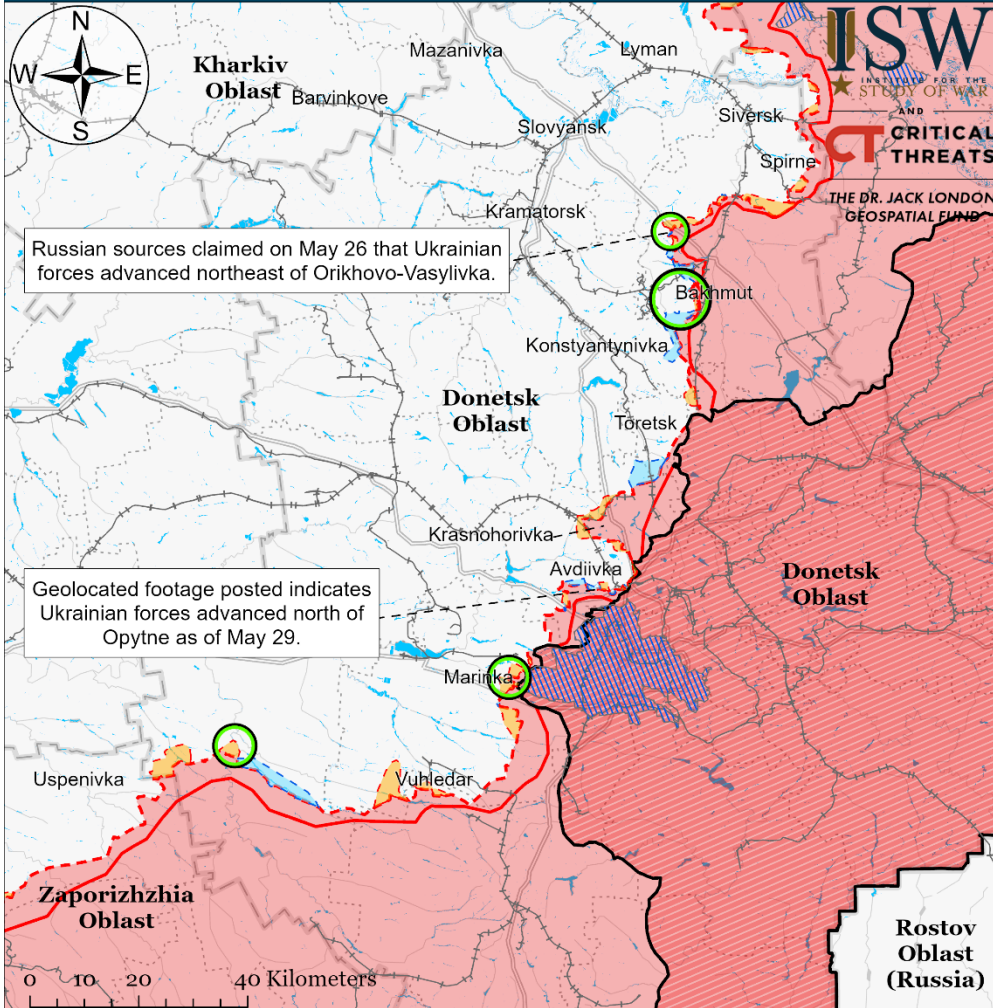 N
W E
S
ISW
INSTITUTE FOR THE
STUDY OF WAR
AND
CRITICAL
THREATS
THE DR. JACK LONDON
GEOSPATIAL FUND
Kharkiv
Oblast
Mazanivka
Lyman
Barvinkove
Slovyansk
Siversk
Spirne
Kramatorsk
Russian sources claimed on May 26 that Ukrainian
forces advanced northeast of Orikhovo-Vasylivka.
Bakhmut
Konstyantynivka
Donetsk
Oblast
Toretsk
Krasnohorivka
Avdiivka
Donetsk
Oblast
Geolocated footage posted indicates
Ukrainian forces advanced north of
Opytne as of May 29.
Marinka
Uspenivka
Vuhledar
Zaporizhzhia
Oblast
Rostov
Oblast
(Russia)
0 10 20 40 Kilometers